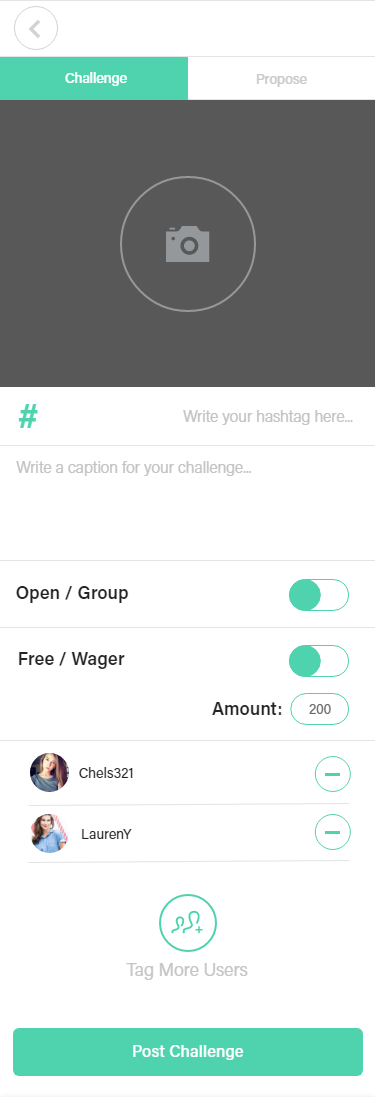 Challenge
Propose
# Write your hashtag here...
Write a caption for your challenge...
Open / Group
Free / Wager
Amount: 200
Chels321
LaurenY
Tag More Users
Post Challenge